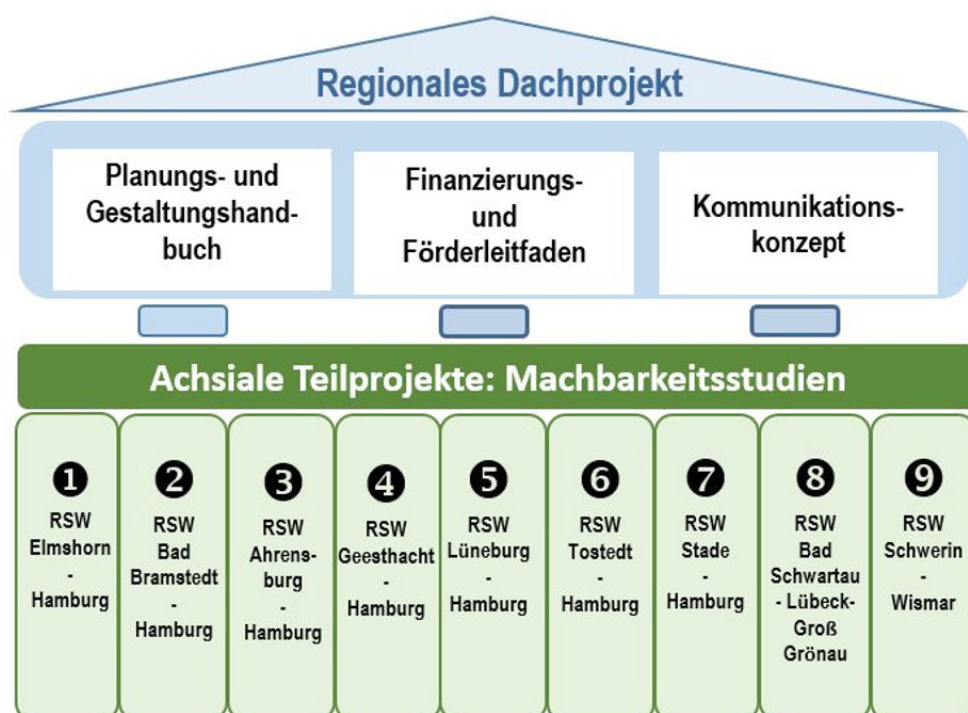 Regionales Dachprojekt
Planungs- und
Gestaltungshand-
buch
Finanzierungs-
und
Förderleitfaden
Kommunikations-
konzept
Achsiale Teilprojekte: Machbarkeitsstudien
❶
RSW
Elmshorn
-
Hamburg
❷
RSW
Bad
Bramstedt
-
Hamburg
❸
RSW
Ahrens-
burg
-
Hamburg
❹
RSW
Geesthacht
-
Hamburg
❺
RSW
Lüneburg
-
Hamburg
❻
RSW
Tostedt
-
Hamburg
❼
RSW
Stade
-
Hamburg
❽
RSW
Bad
Schwartau
- Lübeck-
Groß
Grönau
❾
RSW
Schwerin
-
Wismar